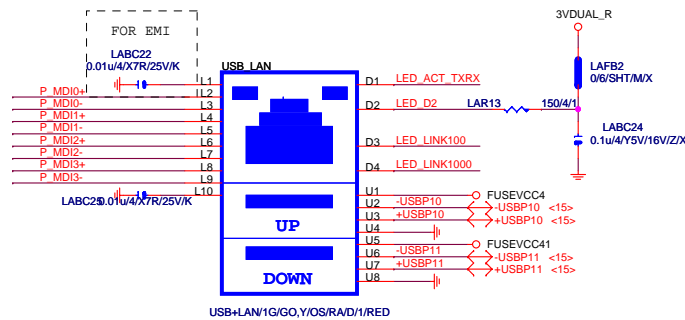 3VDUAL_R
FOR EMI
LABC22
0.01u/4/X7R/25V/K
USB_LAN
LAFB2
0/6/SHT/M/X
P_MDI0+
L1
L2
D1
LED_ACT_TXRX
P_MDI0-
L3
D2
LED_D2
LAR13
150/4/1
P_MDI1+
L4
P_MDI1-
L5
LABC24
0.1u/4/Y5V/16V/Z/X
P_MDI2+
L6
D3
LED_LINK100
P_MDI2-
L7
P_MDI3+
L8
D4
LED_LINK1000
P_MDI3-
L9
LABC25
0.01u/4/X7R/25V/K
L10
U1
FUSEVCC4
U2
-USBP10
-USBP10 <15>
UP
U3
+USBP10
+USBP10 <15>
U4
U5
FUSEVCC41
U6
-USBP11
-USBP11 <15>
U7
+USBP11
+USBP11 <15>
DOWN
U8
USB+LAN/1G/GO,Y/OS/RA/D/1/RED